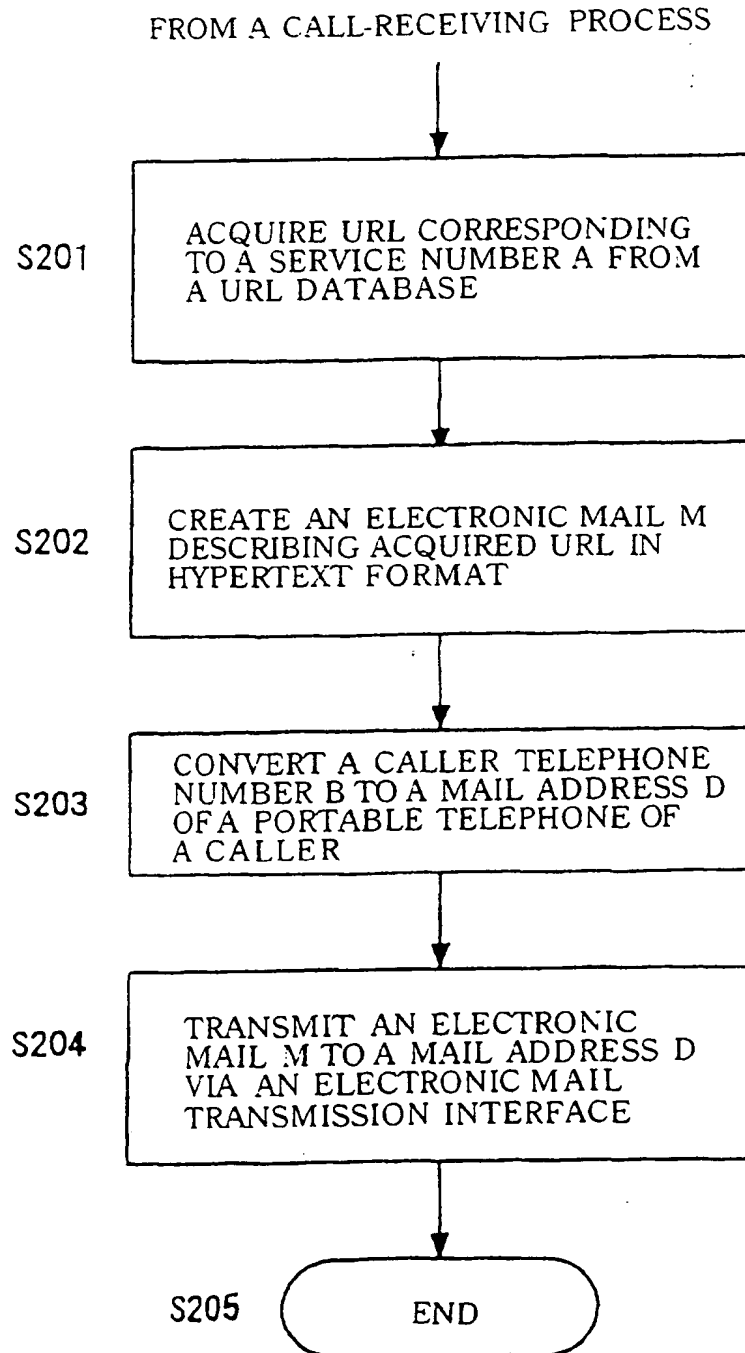 FROM A CALL-RECEIVING PROCESS
S201
ACQUIRE URL CORRESPONDING
TO A SERVICE NUMBER A FROM
A URL DATABASE
S202
CREATE AN ELECTRONIC MAIL M
DESCRIBING ACQUIRED URL IN
HYPERTEXT FORMAT
S203
CONVERT A CALLER TELEPHONE
NUMBER B TO A MAIL ADDRESS D
OF A PORTABLE TELEPHONE OF
A CALLER
S204
TRANSMIT AN ELECTRONIC
MAIL M TO A MAIL ADDRESS D
VIA AN ELECTRONIC MAIL
TRANSMISSION INTERFACE
S205
END